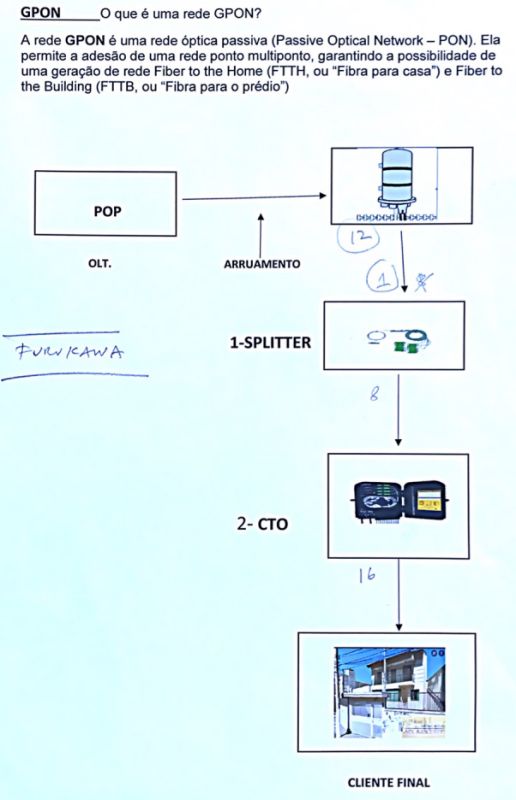 GPON O que é uma rede GPON?
A rede GPON é uma rede óptica passiva (Passive Optical Network – PON). Ela
permite a adesão de uma rede ponto multiponto, garantindo a possibilidade de
uma geração de rede Fiber to the Home (FTTH, ou “Fibra para casa”) e Fiber to
the Building (FTTB, ou “Fibra para o prédio”)
POP
12
OLT.
ARRUAMENTO
1
1-SPLITTER
FURUKAWA
8
2- CTO
16
CLIENTE FINAL